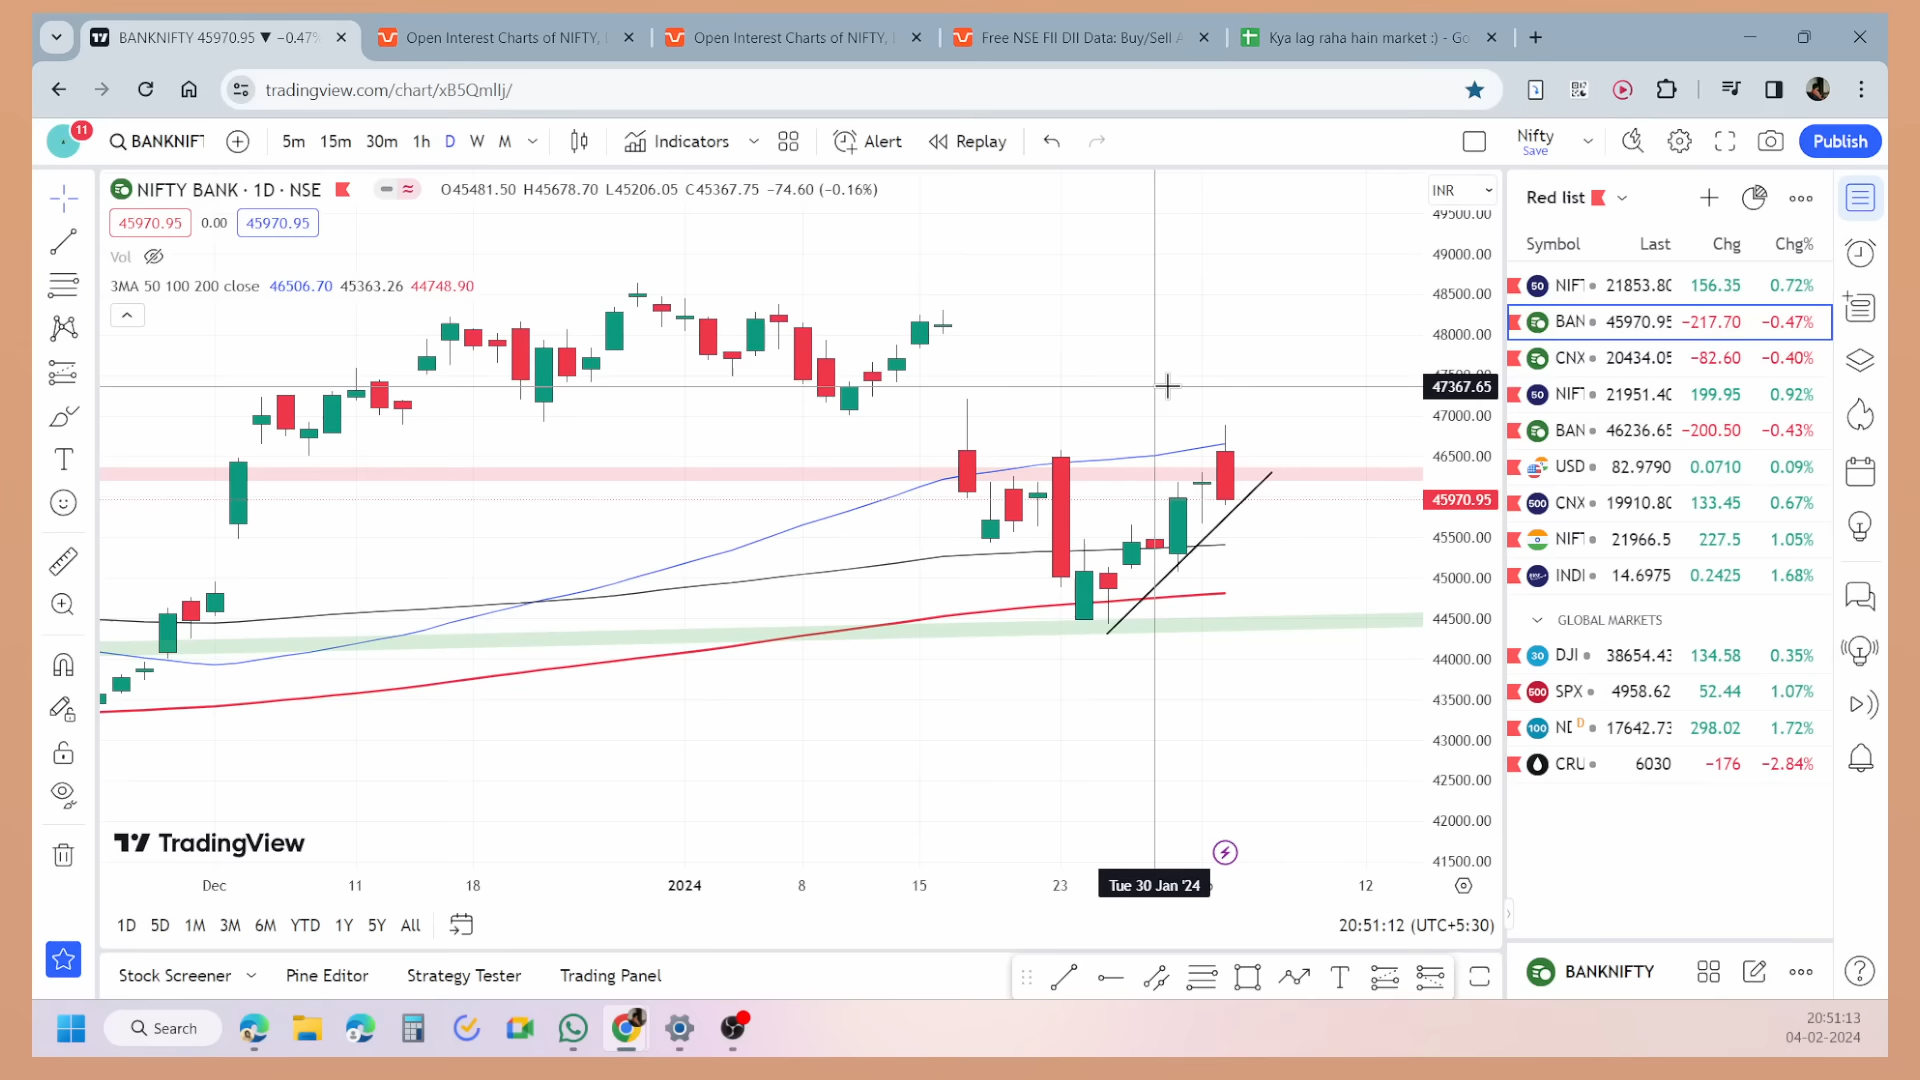 BANKNIFTY 45970.95 ▼ −0.47%
Open Interest Charts of NIFTY,
Open Interest Charts of NIFTY,
Free NSE FII DII Data: Buy/Sell A
Kya lag raha hain market :) - Go
tradingview.com/chart/xB5QmlIj/
11
BANKNIFT
5m 15m 30m 1h D W M
Indicators
Alert
Replay
Nifty
Save
Publish
NIFTY BANK · 1D · NSE
O45481.50 H45678.70 L45206.05 C45367.75 −74.60 (−0.16%)
45970.95 0.00 45970.95
Vol
3MA 50 100 200 close 46506.70 45363.26 44748.90
INR
49500.00
49000.00
48500.00
48000.00
47500.00
47367.65
47000.00
46500.00
45970.95
45500.00
45000.00
44500.00
44000.00
43500.00
43000.00
42500.00
42000.00
41500.00
TradingView
Dec 11 18 2024 8 15 23 Tue 30 Jan '24 12
1D 5D 1M 3M 6M YTD 1Y 5Y All
20:51:12 (UTC+5:30)
Stock Screener
Pine Editor
Strategy Tester
Trading Panel
Red list
Symbol Last Chg Chg%
50 NIFT 21853.80 156.35 0.72%
BAN 45970.95 −217.70 −0.47%
CNX 20434.05 −82.60 −0.40%
50 NIFT 21951.40 199.95 0.92%
BAN 46236.65 −200.50 −0.43%
USD 82.9790 0.0710 0.09%
500 CNX 19910.80 133.45 0.67%
NIFT 21966.5 227.5 1.05%
INDI 14.6975 0.2425 1.68%
GLOBAL MARKETS
30 DJI 38654.43 134.58 0.35%
500 SPX 4958.62 52.44 1.07%
100 ND D 17642.73 298.02 1.72%
CRU 6030 −176 −2.84%
BANKNIFTY
Search
20:51:13
04-02-2024